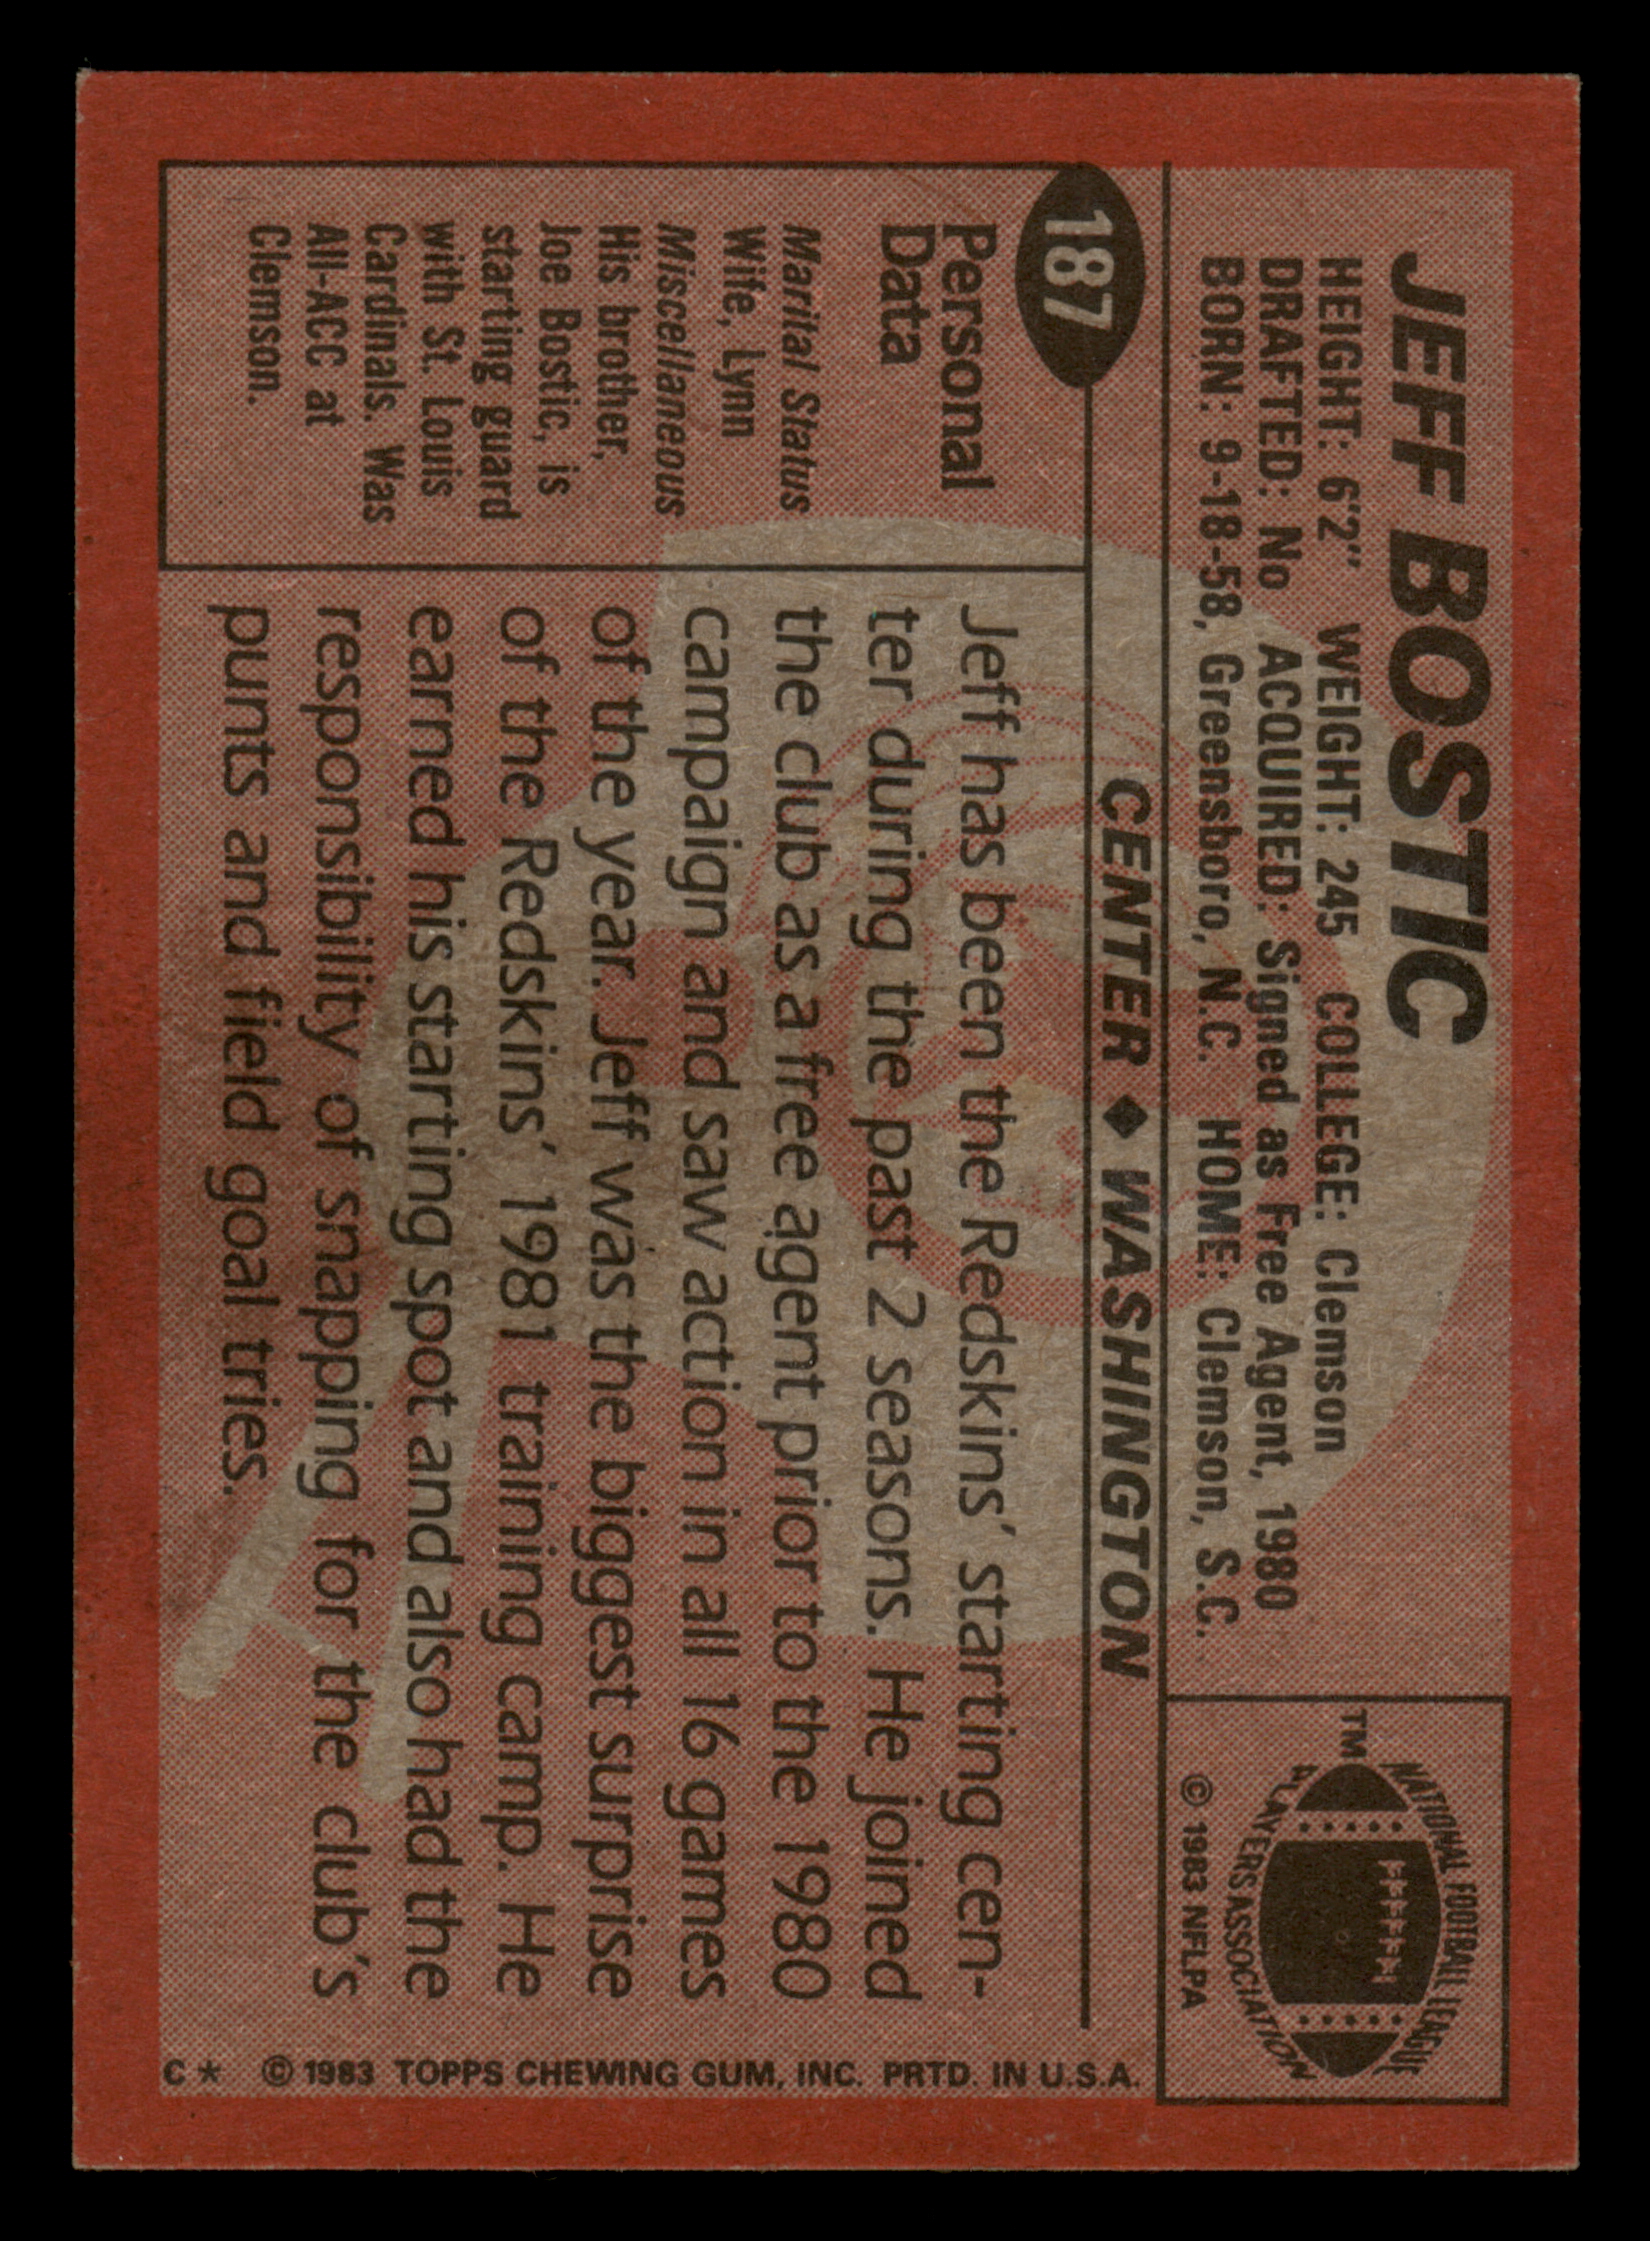 JEFF BOSTIC
HEIGHT: 6'2" WEIGHT: 245 COLLEGE: Clemson
DRAFTED: No ACQUIRED: Signed as Free Agent, 1980
BORN: 9-18-58, Greensboro, N.C. HOME: Clemson, S.C.
NATIONAL FOOTBALL LEAGUE
PLAYERS ASSOCIATION
TM
© 1983 NFLPA
187
CENTER ◆ WASHINGTON
Personal
Data
Marital Status
Wife, Lynn
Miscellaneous
His brother,
Joe Bostic, is
starting guard
with St. Louis
Cardinals. Was
All-ACC at
Clemson.
Jeff has been the Redskins' starting cen-
ter during the past 2 seasons. He joined
the club as a free agent prior to the 1980
campaign and saw action in all 16 games
of the year. Jeff was the biggest surprise
of the Redskins' 1981 training camp. He
earned his starting spot and also had the
responsibility of snapping for the club's
punts and field goal tries.
C* © 1983 TOPPS CHEWING GUM, INC. PRTD. IN U.S.A.